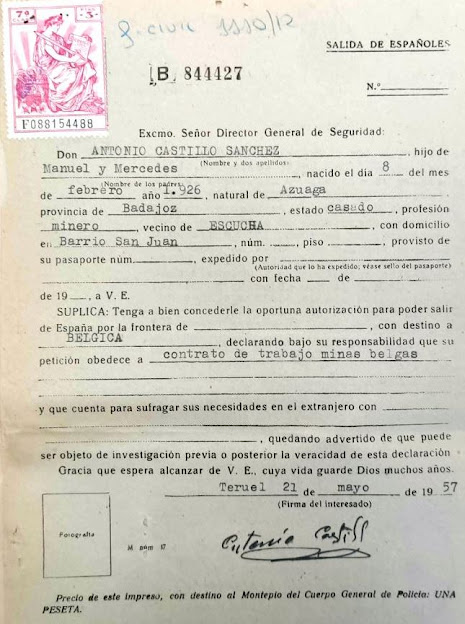 7ª
g. civil 1110/12
F088154488
SALIDA DE ESPAÑOLES
B 844427
N.º
Excmo. Señor Director General de Seguridad:
Don ANTONIO CASTILLO SANCHEZ, hijo de
(Nombre y dos apellidos)
Manuel y Mercedes, nacido el día 8 del mes
(Nombre de los padres)
de febrero año 1.926, natural de Azuaga
provincia de Badajoz, estado casado, profesión
minero, vecino de ESCUCHA, con domicilio
en Barrio San Juan, núm. , piso , provisto de
su pasaporte núm. , expedido por
(Autoridad que lo ha expedido; véase sello del pasaporte)
con fecha de
de 19 , a V. E.
SUPLICA: Tenga a bien concederle la oportuna autorización para poder salir
de España por la frontera de , con destino a
BELGICA, declarando bajo su responsabilidad que su
petición obedece a contrato de trabajo minas belgas
y que cuenta para sufragar sus necesidades en el extranjero con
, quedando advertido de que puede
ser objeto de investigación previa o posterior la veracidad de esta declaración
Gracia que espera alcanzar de V. E., cuya vida guarde Dios muchos años.
Teruel 21 de mayo de 1957
(Firma del interesado)
Fotografía
M núm 17
Antonio Castill
Precio de este impreso, con destino al Montepío del Cuerpo General de Policía: UNA
PESETA.